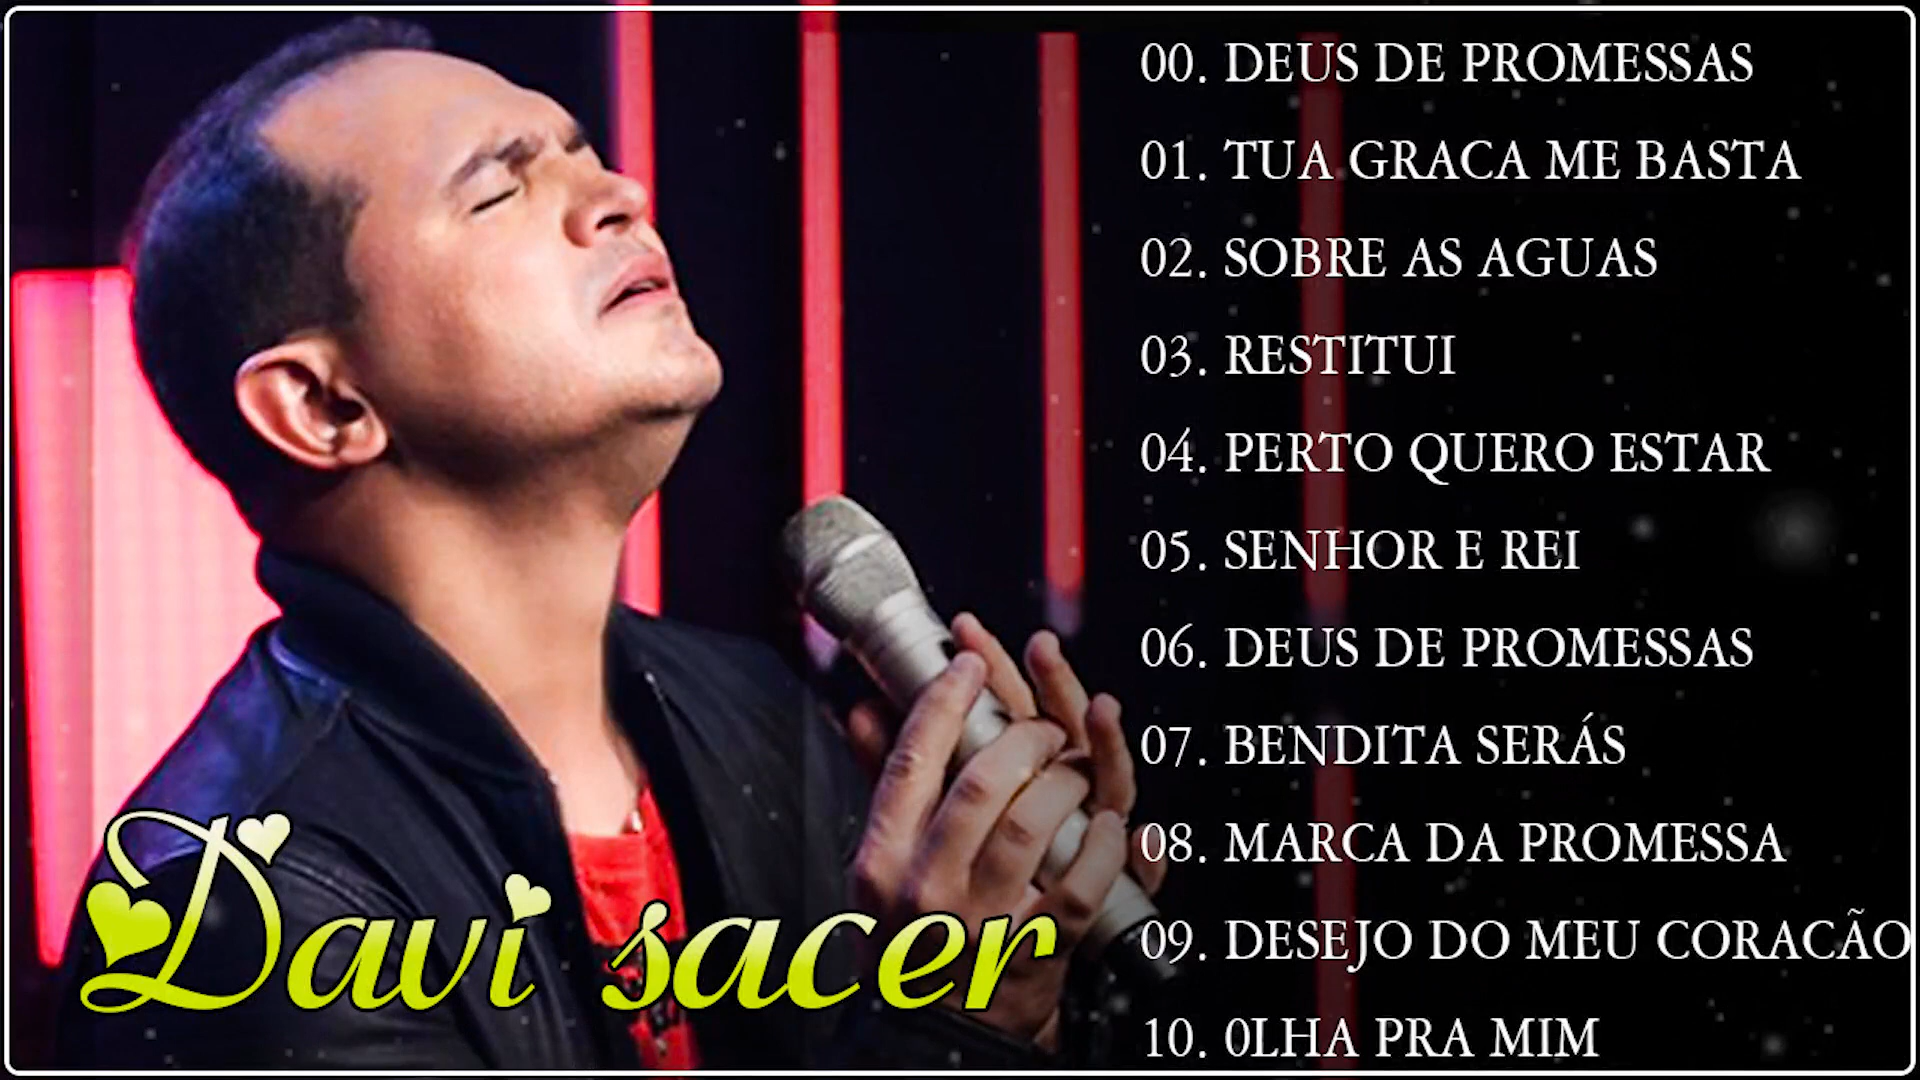 00. DEUS DE PROMESSAS
01. TUA GRACA ME BASTA
02. SOBRE AS AGUAS
03. RESTITUI
04. PERTO QUERO ESTAR
05. SENHOR E REI
06. DEUS DE PROMESSAS
07. BENDITA SERÁS
08. MARCA DA PROMESSA
09. DESEJO DO MEU CORACÃO
10. 0LHA PRA MIM
Davi sacer